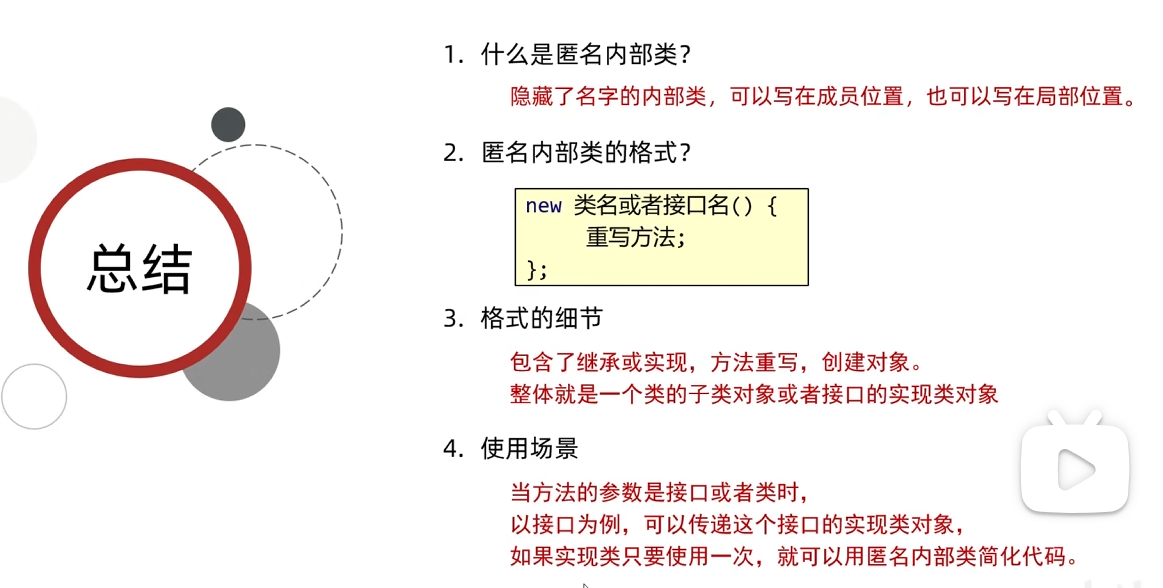 总结
1. 什么是匿名内部类？
隐藏了名字的内部类，可以写在成员位置，也可以写在局部位置。
2. 匿名内部类的格式？
new 类名或者接口名() {
重写方法;
};
3. 格式的细节
包含了继承或实现，方法重写，创建对象。
整体就是一个类的子类对象或者接口的实现类对象
4. 使用场景
当方法的参数是接口或者类时，
以接口为例，可以传递这个接口的实现类对象，
如果实现类只要使用一次，就可以用匿名内部类简化代码。